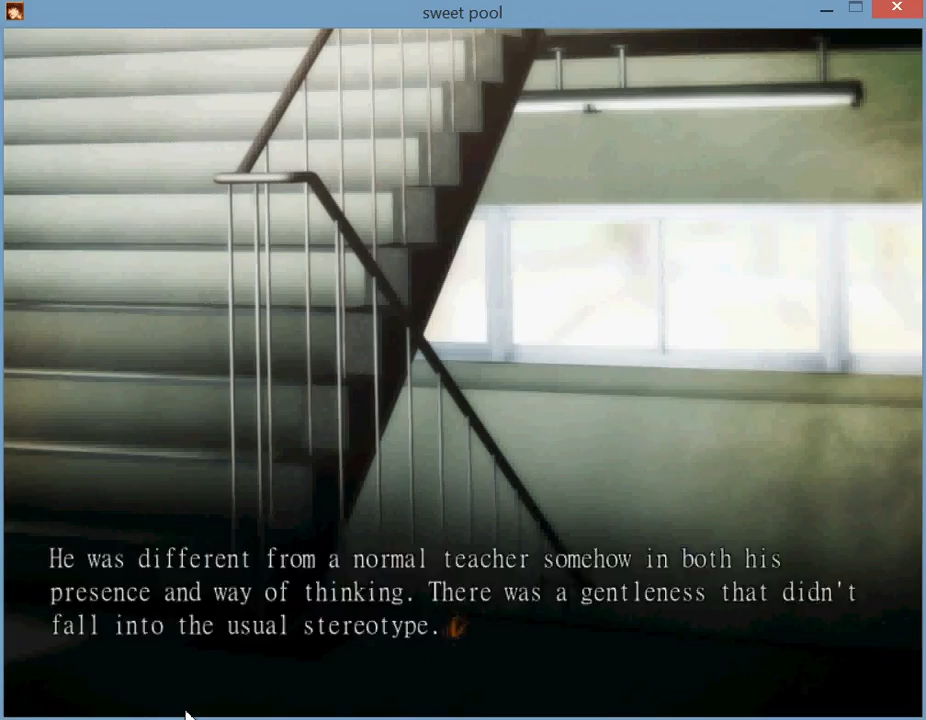 sweet pool
He was different from a normal teacher somehow in both his
presence and way of thinking. There was a gentleness that didn't
fall into the usual stereotype.